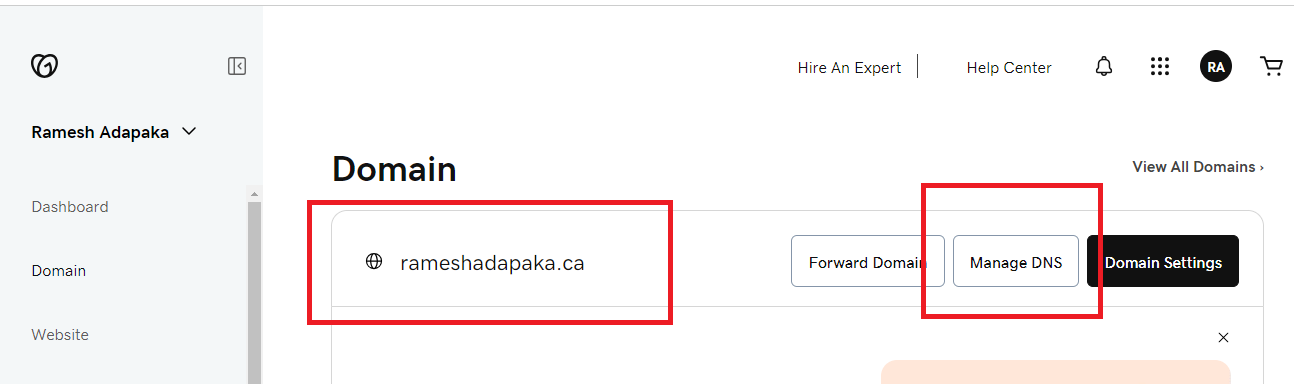 Hire An Expert
Help Center
RA
Ramesh Adapaka
Domain
View All Domains ›
Dashboard
rameshadapaka.ca
Forward Domain
Manage DNS
Domain Settings
Domain
Website